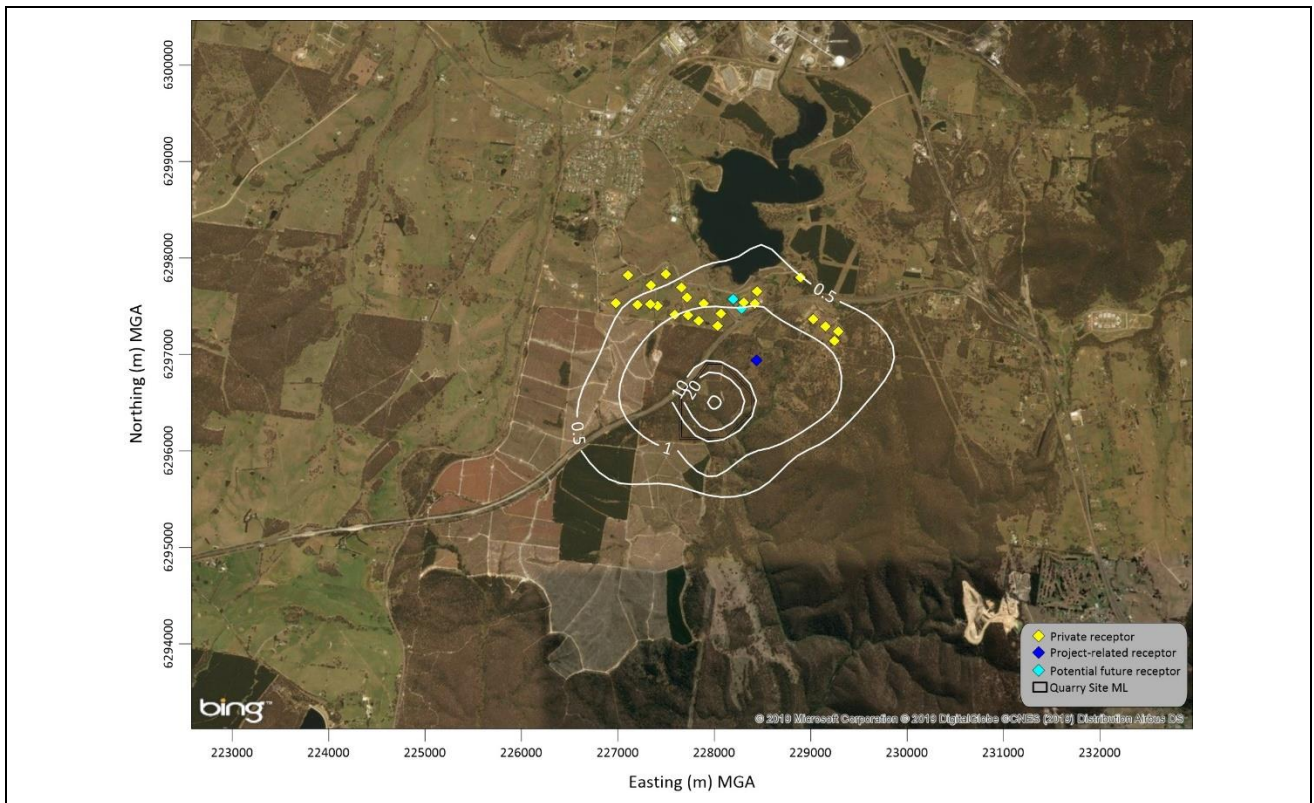 6300000
6299000
6298000
6297000
6296000
6295000
6294000
Northing (m) MGA
0.5
0.5
1
10
20
Private receptor
Project-related receptor
Potential future receptor
Quarry Site ML
bing™
© 2019 Microsoft Corporation © 2019 DigitalGlobe ©CNES (2019) Distribution Airbus DS
223000 224000 225000 226000 227000 228000 229000 230000 231000 232000
Easting (m) MGA